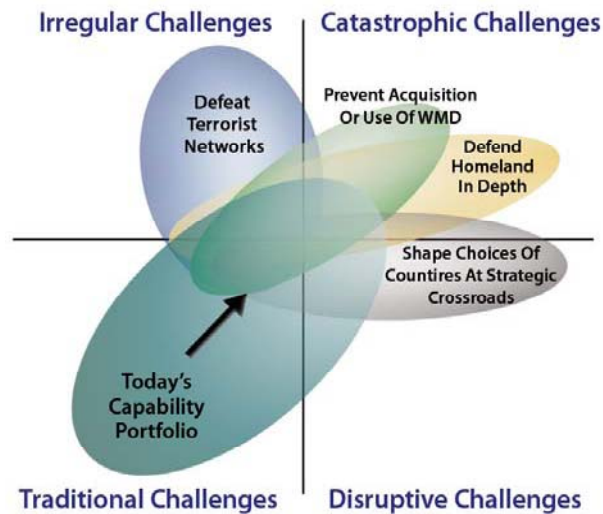 Irregular Challenges
Catastrophic Challenges
Defeat
Terrorist
Networks
Prevent Acquisition
Or Use Of WMD
Defend
Homeland
In Depth
Shape Choices Of
Countires At Strategic
Crossroads
Today's
Capability
Portfolio
Traditional Challenges
Disruptive Challenges